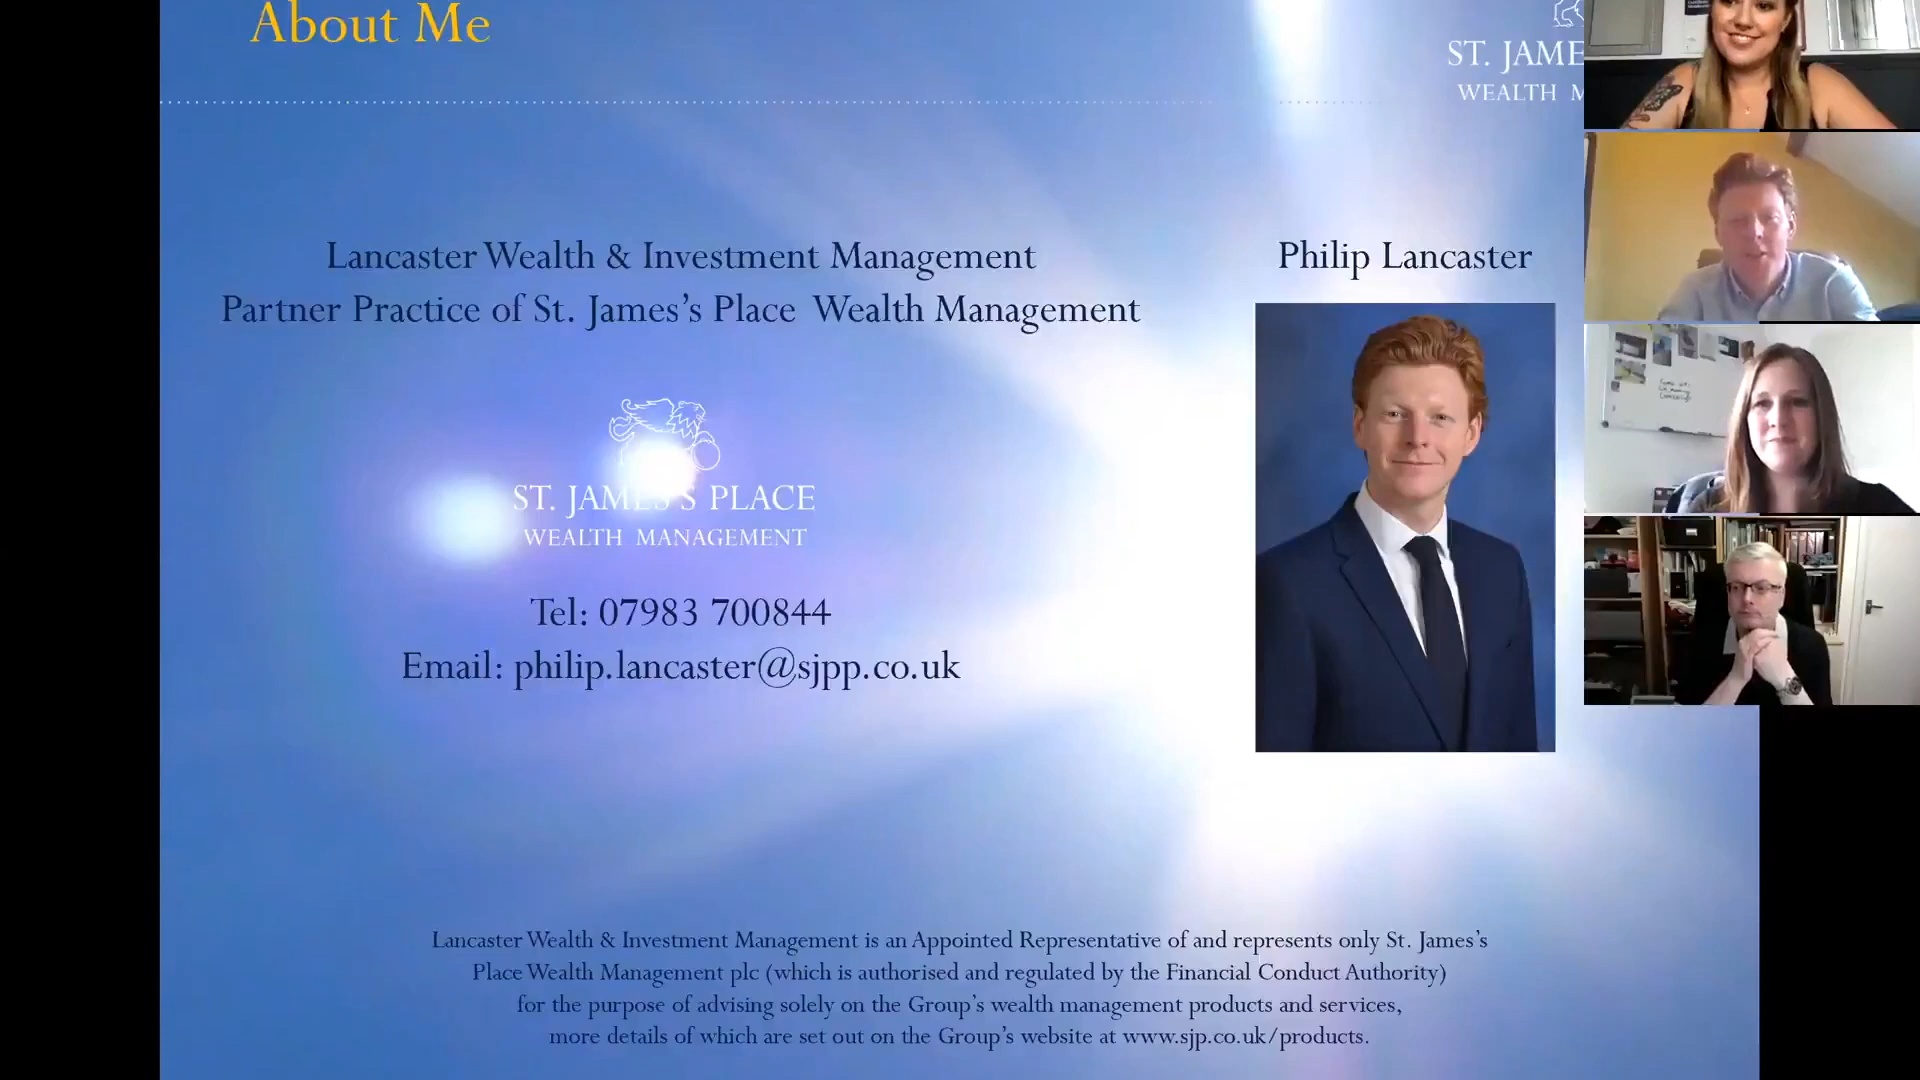 About Me
ST. JAME
WEALTH M
Lancaster Wealth & Investment Management
Partner Practice of St. James’s Place Wealth Management
Philip Lancaster
ST. JAMES'S PLACE
WEALTH MANAGEMENT
Tel: 07983 700844
Email: philip.lancaster@sjpp.co.uk
Lancaster Wealth & Investment Management is an Appointed Representative of and represents only St. James’s
Place Wealth Management plc (which is authorised and regulated by the Financial Conduct Authority)
for the purpose of advising solely on the Group’s wealth management products and services,
more details of which are set out on the Group’s website at www.sjp.co.uk/products.